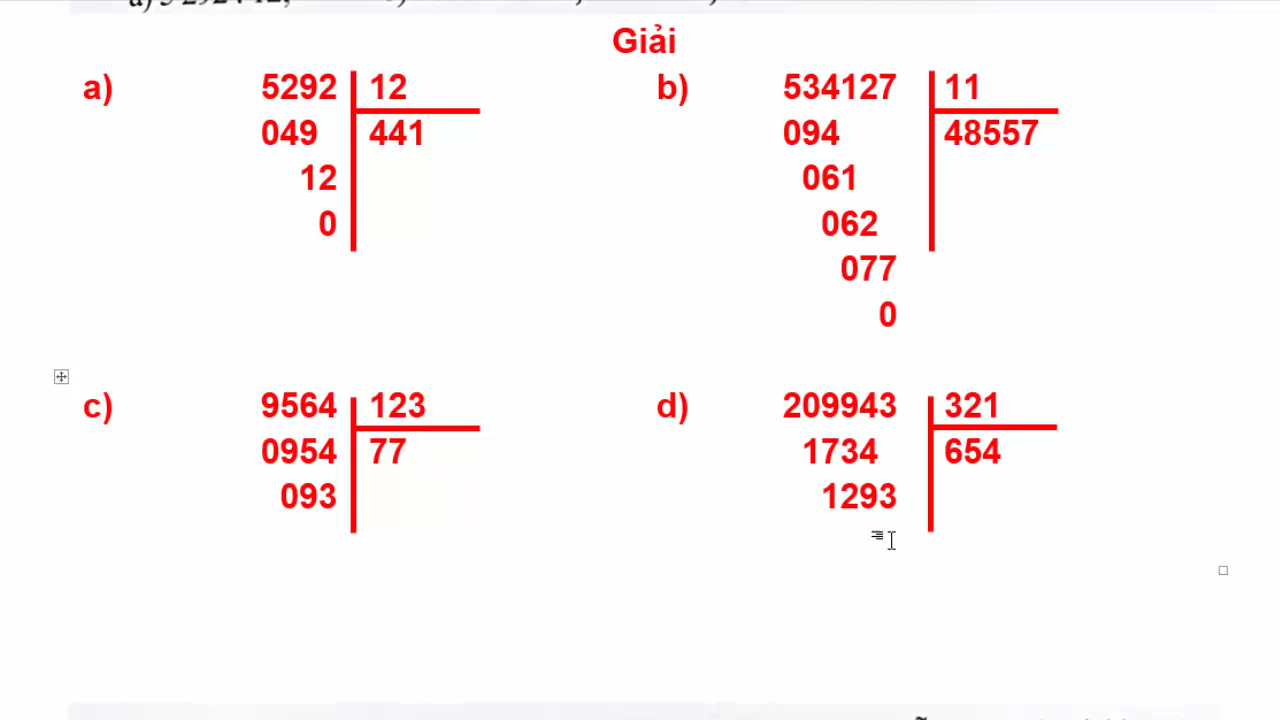 Giải
a) 5292 12
049 441
12
0
b) 534127 11
094 48557
061
062
077
0
c) 9564 123
0954 77
093
d) 209943 321
1734 654
1293